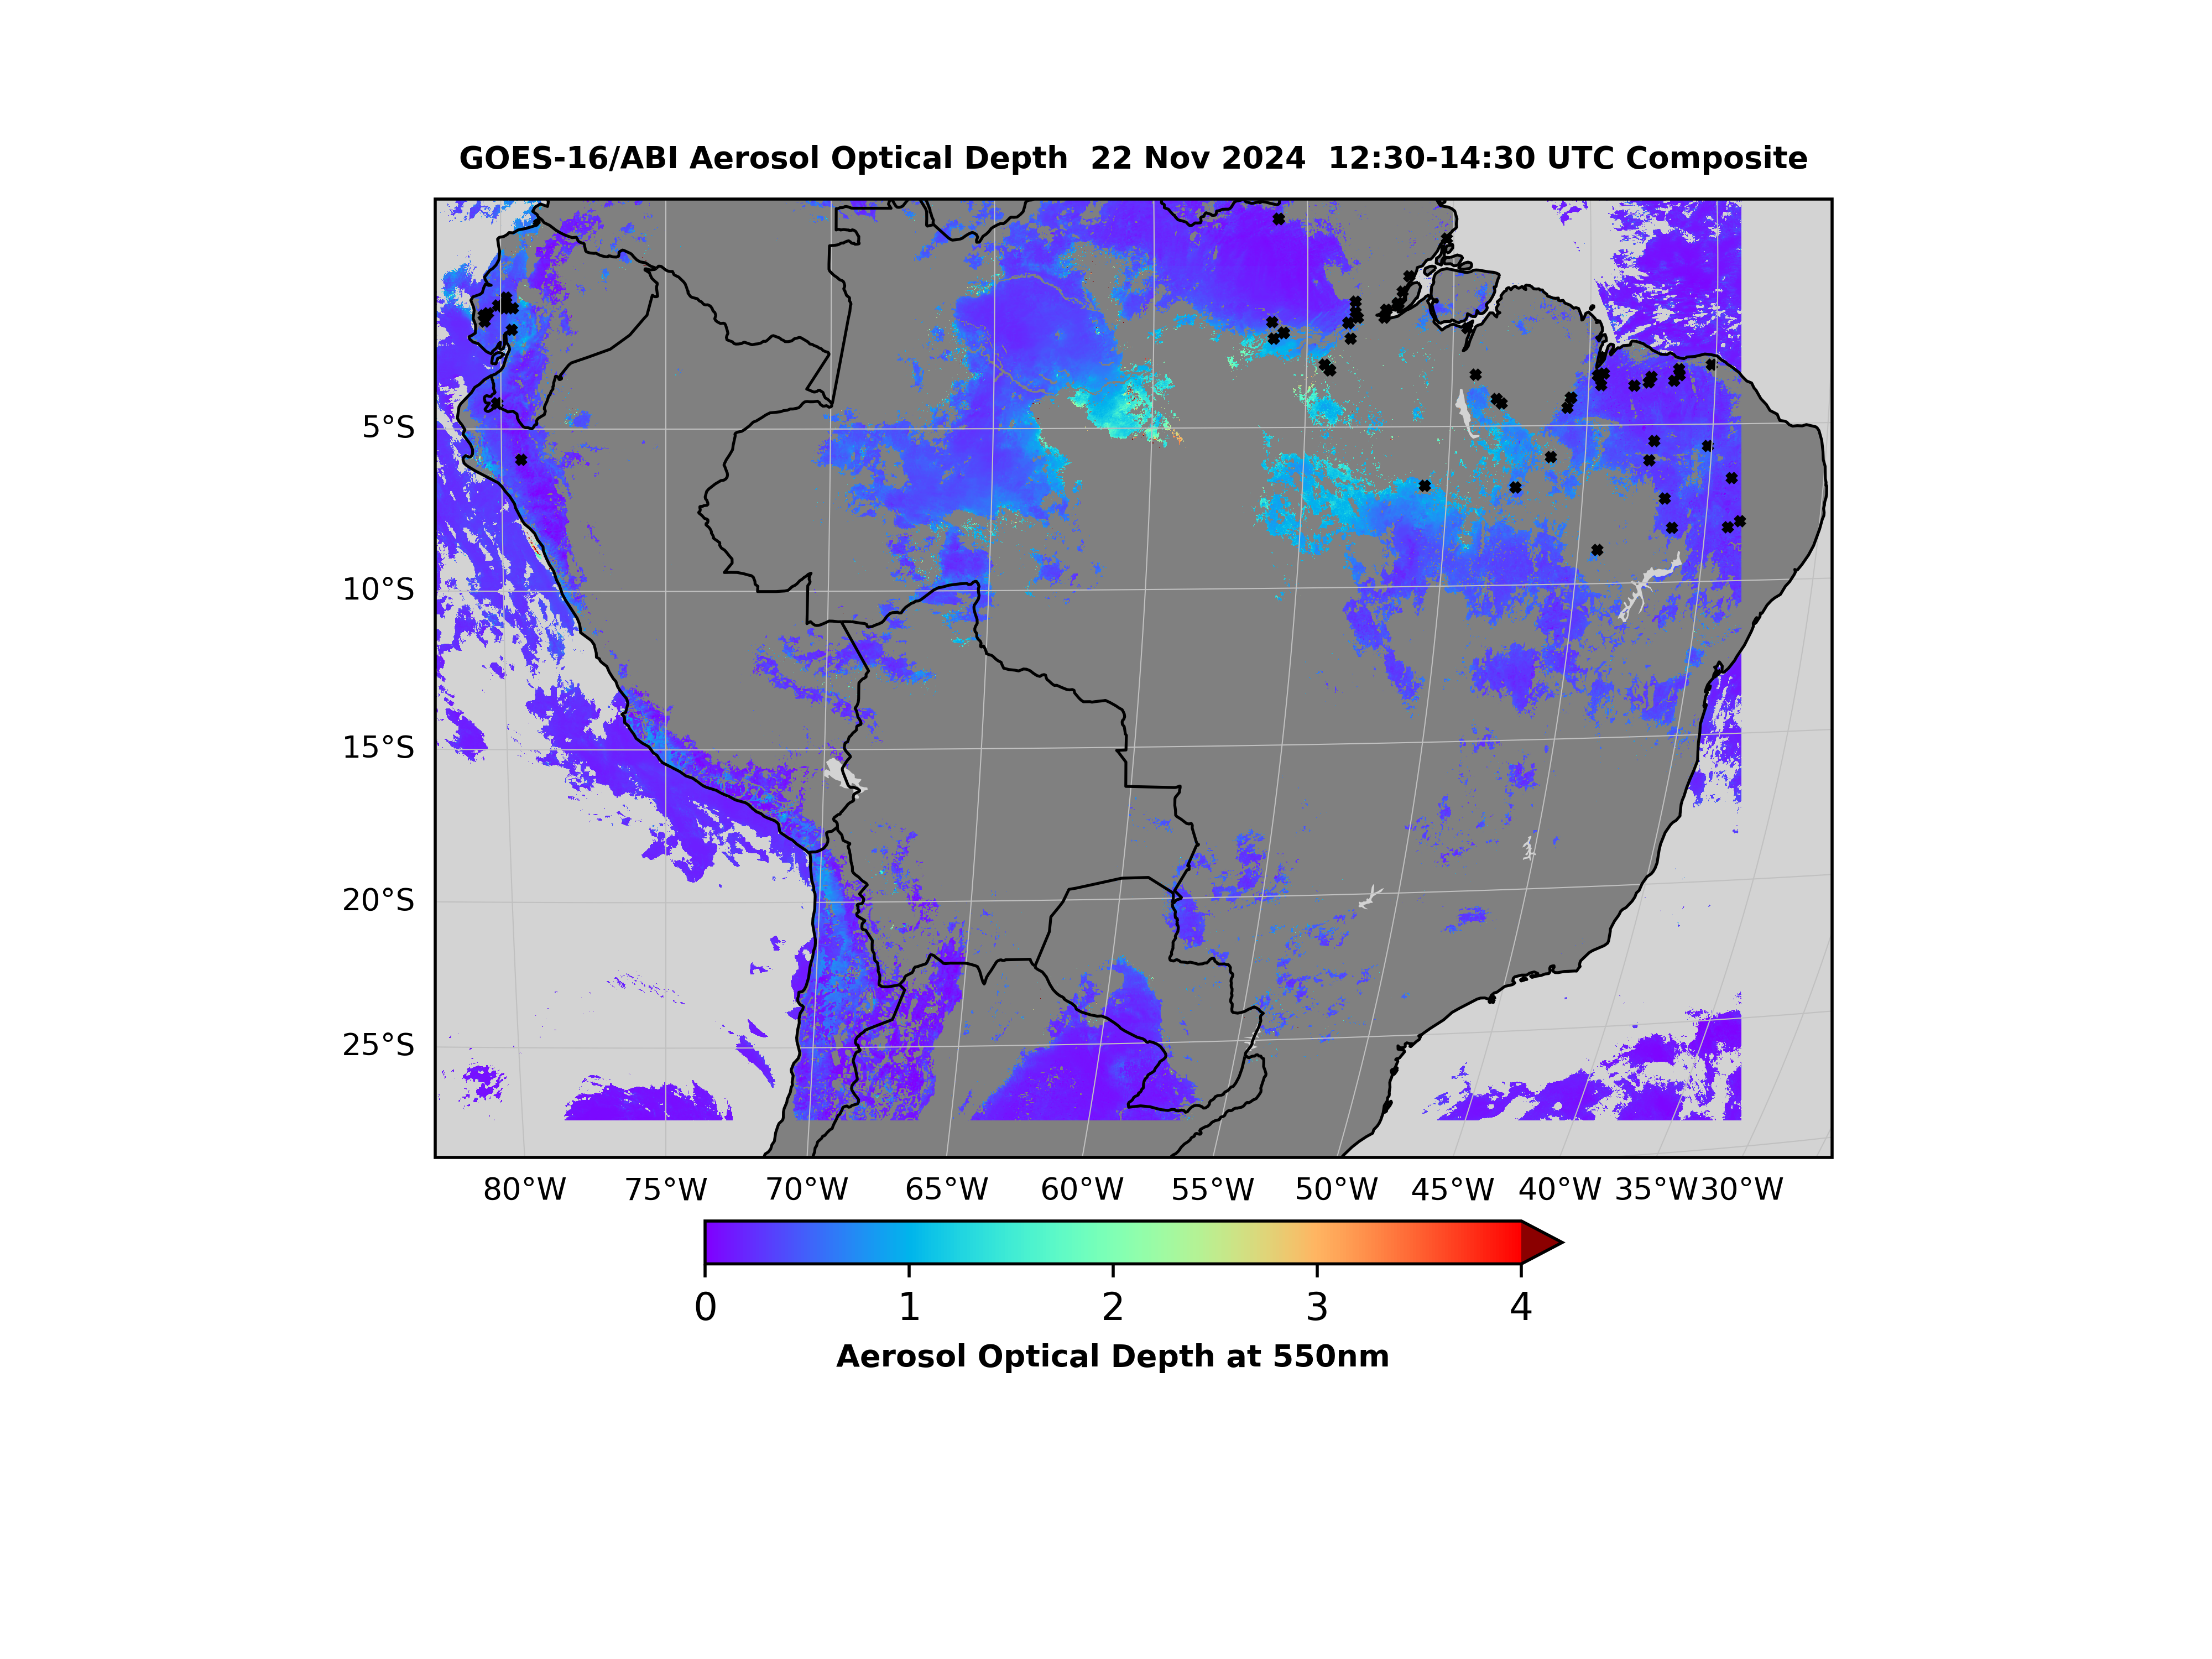 GOES-16/ABI Aerosol Optical Depth  22 Nov 2024  12:30-14:30 UTC Composite
5°S
10°S
15°S
20°S
25°S
80°W 75°W 70°W 65°W 60°W 55°W 50°W 45°W 40°W 35°W 30°W
0 1 2 3 4
Aerosol Optical Depth at 550nm